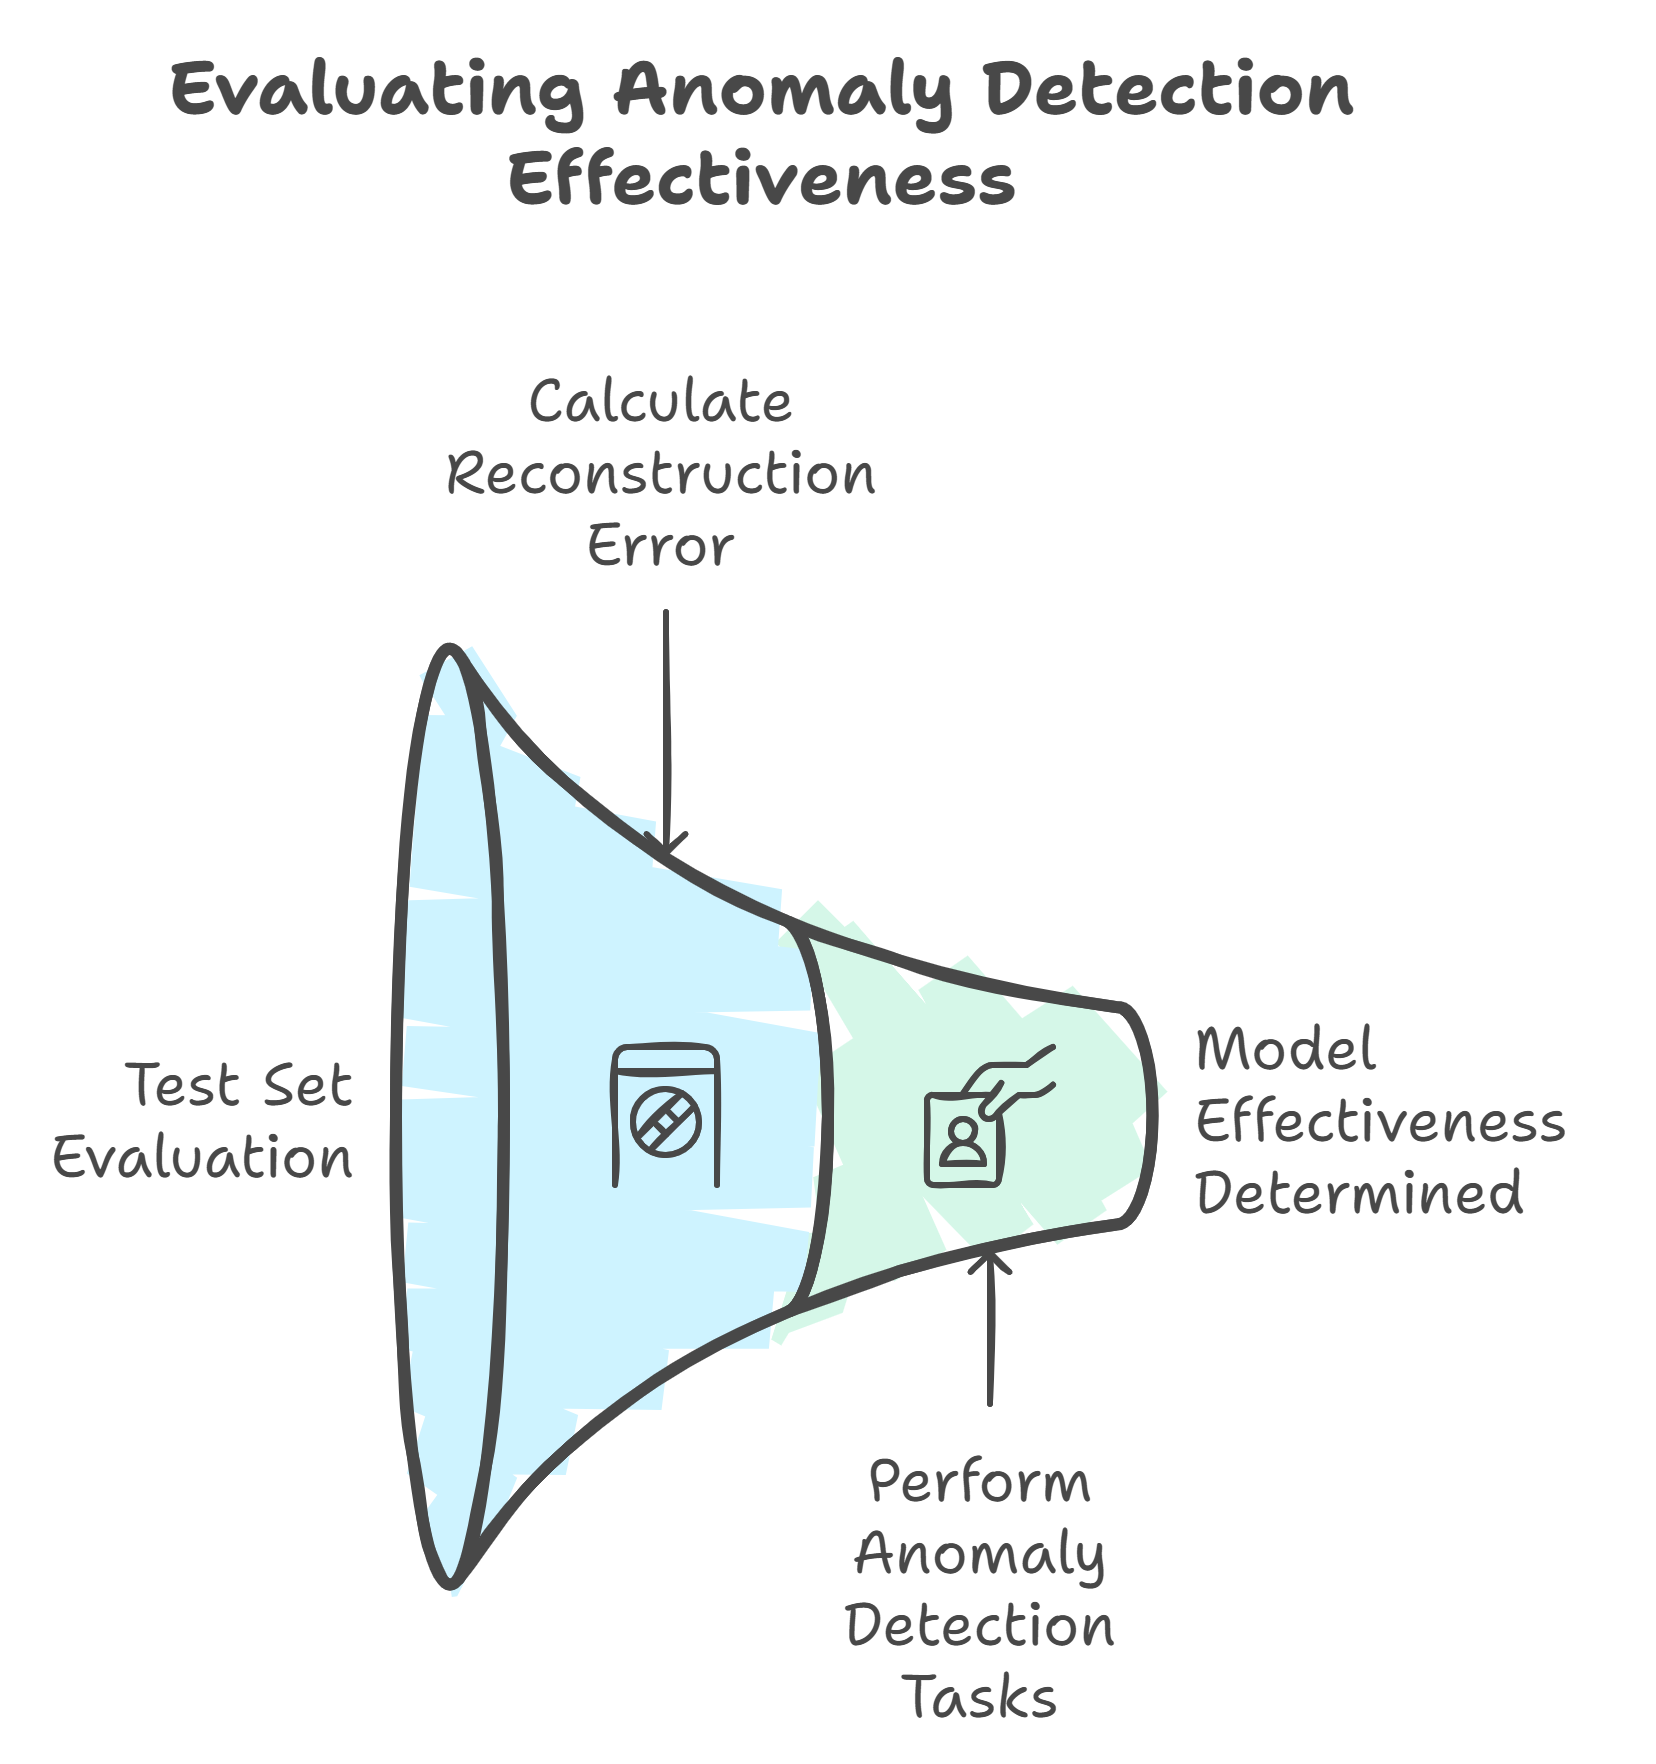 Evaluating Anomaly Detection
Effectiveness
Calculate
Reconstruction
Error
Test Set
Evaluation
Model
Effectiveness
Determined
Perform
Anomaly
Detection
Tasks